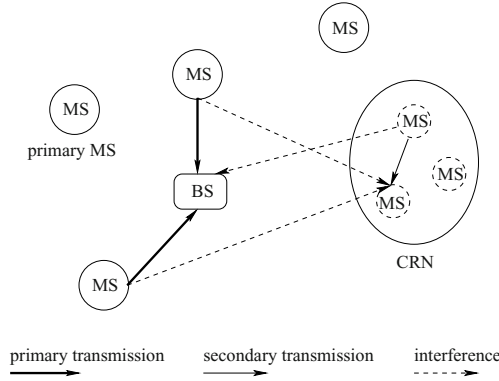 MS
MS
MS
primary MS
MS
MS
BS
MS
MS
CRN
primary transmission
secondary transmission
interference